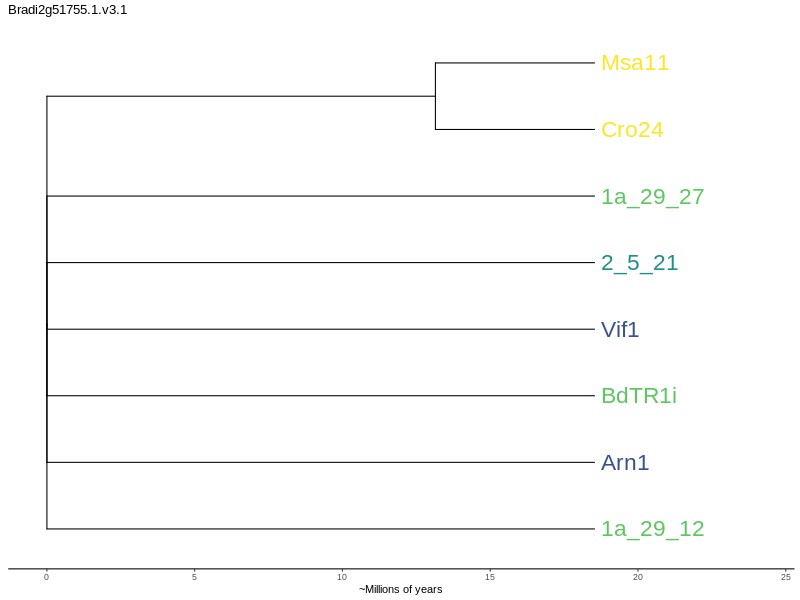 Bradi2g51755.1.v3.1
Msa11
Cro24
1a_29_27
2_5_21
Vif1
BdTR1i
Arn1
1a_29_12
0 5 10 15 20 25
~Millions of years